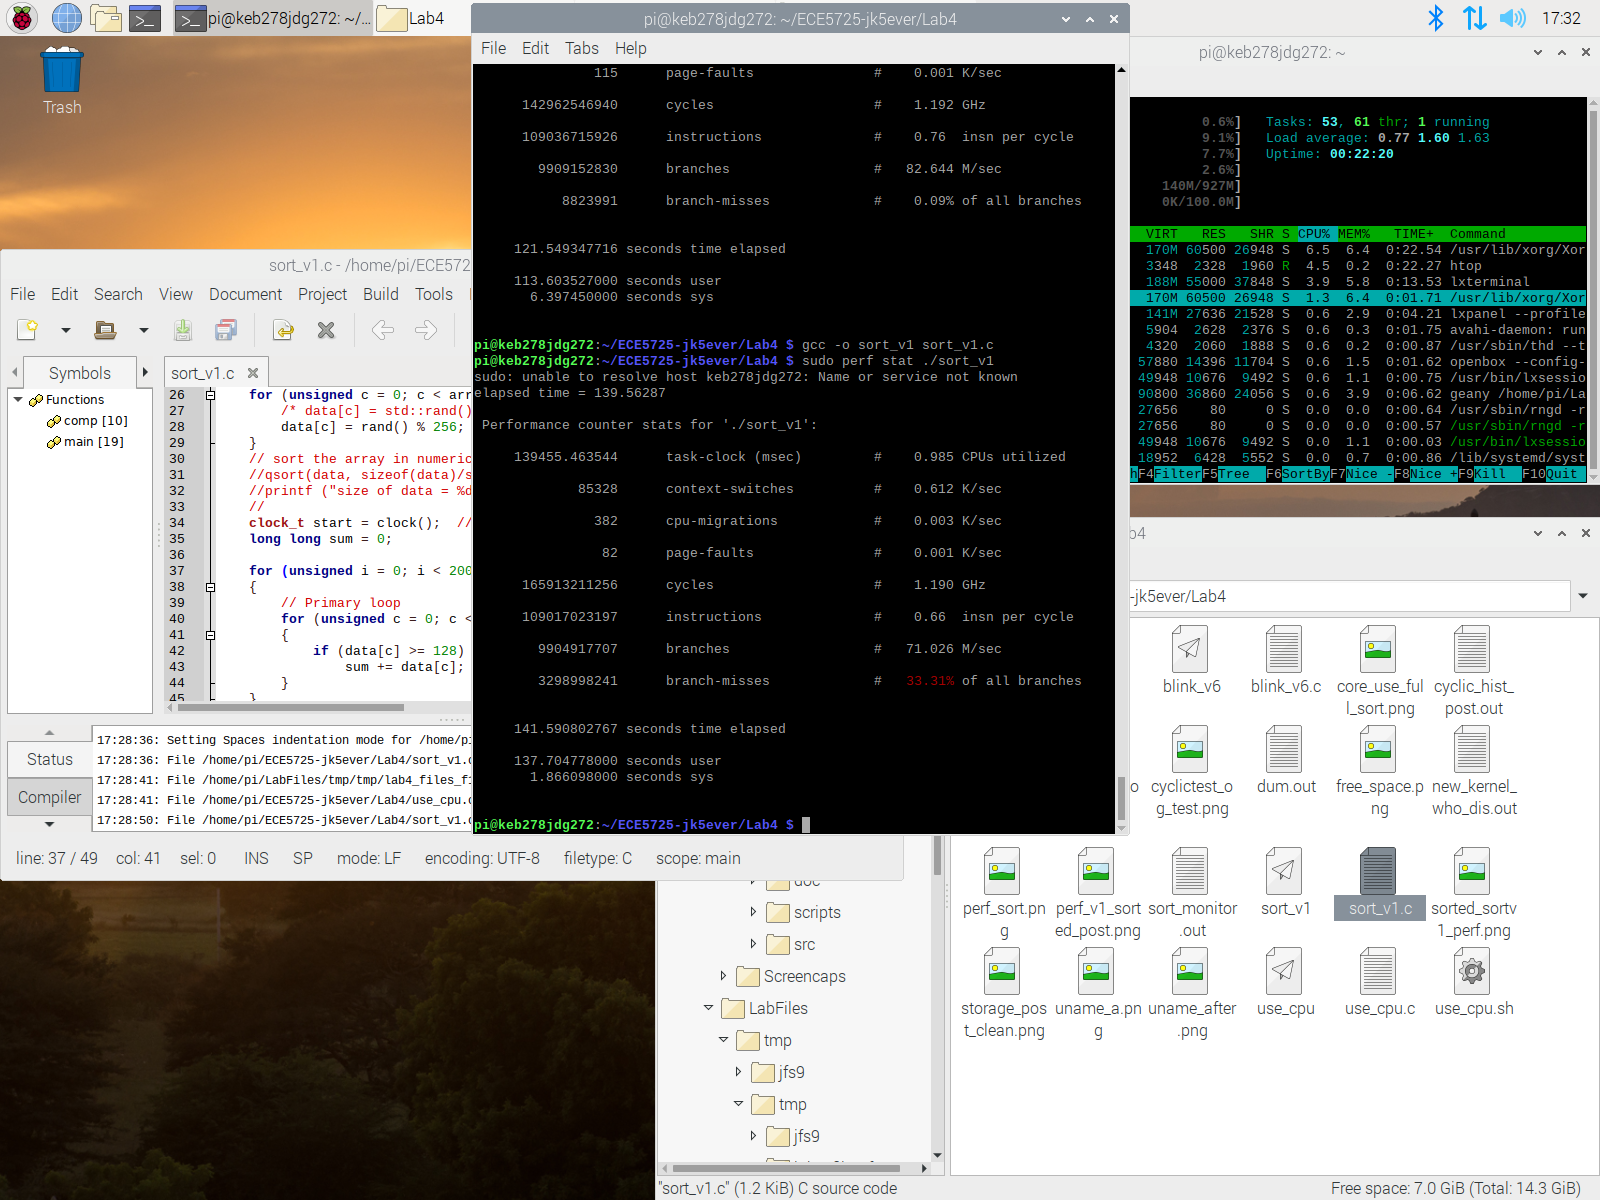 pi@keb278jdg272: ~/...
Lab4
17:32
Trash
pi@keb278jdg272: ~/ECE5725-jk5ever/Lab4
File Edit Tabs Help
115 page-faults # 0.001 K/sec
142962546940 cycles # 1.192 GHz
109036715926 instructions # 0.76 insn per cycle
9909152830 branches # 82.644 M/sec
8823991 branch-misses # 0.09% of all branches
121.549347716 seconds time elapsed
113.603527000 seconds user
6.397450000 seconds sys
pi@keb278jdg272:~/ECE5725-jk5ever/Lab4 $ gcc -o sort_v1 sort_v1.c
pi@keb278jdg272:~/ECE5725-jk5ever/Lab4 $ sudo perf stat ./sort_v1
sudo: unable to resolve host keb278jdg272: Name or service not known
elapsed time = 139.56287
Performance counter stats for './sort_v1':
139455.463544 task-clock (msec) # 0.985 CPUs utilized
85328 context-switches # 0.612 K/sec
382 cpu-migrations # 0.003 K/sec
82 page-faults # 0.001 K/sec
165913211256 cycles # 1.190 GHz
109017023197 instructions # 0.66 insn per cycle
9904917707 branches # 71.026 M/sec
3298998241 branch-misses # 33.31% of all branches
141.590802767 seconds time elapsed
137.704778000 seconds user
1.866098000 seconds sys
pi@keb278jdg272:~/ECE5725-jk5ever/Lab4 $
pi@keb278jdg272: ~
0.6%] Tasks: 53, 61 thr; 1 running
9.1%] Load average: 0.77 1.60 1.63
7.7%] Uptime: 00:22:20
2.6%]
140M/927M]
0K/100.0M]
VIRT RES SHR S CPU% MEM% TIME+ Command
170M 60500 26948 S 6.5 6.4 0:22.54 /usr/lib/xorg/Xor
3348 2328 1960 R 4.5 0.2 0:22.27 htop
188M 55000 37848 S 3.9 5.8 0:13.53 lxterminal
170M 60500 26948 S 1.3 6.4 0:01.71 /usr/lib/xorg/Xor
141M 27636 21528 S 0.6 2.9 0:04.21 lxpanel --profile
5904 2628 2376 S 0.6 0.3 0:01.75 avahi-daemon: run
4320 2060 1888 S 0.6 0.2 0:00.87 /usr/sbin/thd --t
57880 14396 11704 S 0.6 1.5 0:01.62 openbox --config-
49948 10676 9492 S 0.6 1.1 0:00.75 /usr/bin/lxsessio
90800 36860 24056 S 0.6 3.9 0:06.62 geany /home/pi/La
27656 80 0 S 0.0 0.0 0:00.64 /usr/sbin/rngd -r
27656 80 0 S 0.0 0.0 0:00.57 /usr/sbin/rngd -r
49948 10676 9492 S 0.0 1.1 0:00.03 /usr/bin/lxsessio
18952 6428 5552 S 0.0 0.7 0:00.86 /lib/systemd/syst
hF4Filter F5Tree F6SortBy F7Nice - F8Nice + F9Kill F10Quit
sort_v1.c - /home/pi/ECE572
File Edit Search View Document Project Build Tools
Symbols
Functions
comp [10]
main [19]
sort_v1.c
26 for (unsigned c = 0; c < arr
27 /* data[c] = std::rand()
28 data[c] = rand() % 256;
29 }
30 // sort the array in numeric
31 //qsort(data, sizeof(data)/s
32 //printf ("size of data = %d
33 //
34 clock_t start = clock(); //
35 long long sum = 0;
36
37 for (unsigned i = 0; i < 200
38 {
39 // Primary loop
40 for (unsigned c = 0; c <
41 {
42 if (data[c] >= 128)
43 sum += data[c];
44 }
45 }
Status
Compiler
17:28:36: Setting Spaces indentation mode for /home/pi
17:28:36: File /home/pi/ECE5725-jk5ever/Lab4/sort_v1.c
17:28:41: File /home/pi/LabFiles/tmp/tmp/lab4_files_f
17:28:41: File /home/pi/ECE5725-jk5ever/Lab4/use_cpu.c
17:28:50: File /home/pi/ECE5725-jk5ever/Lab4/sort_v1.c
line: 37 / 49 col: 41 sel: 0 INS SP mode: LF encoding: UTF-8 filetype: C scope: main
b4
-jk5ever/Lab4
blink_v6
blink_v6.c
core_use_ful
l_sort.png
cyclic_hist_
post.out
o
cyclictest_o
g_test.png
dum.out
free_space.p
ng
new_kernel_
who_dis.out
perf_sort.pn
g
perf_v1_sort
ed_post.png
sort_monitor
.out
sort_v1
sort_v1.c
sorted_sortv
1_perf.png
storage_pos
t_clean.png
uname_a.pn
g
uname_after
.png
use_cpu
use_cpu.c
use_cpu.sh
doc
scripts
src
Screencaps
LabFiles
tmp
jfs9
tmp
jfs9
"sort_v1.c" (1.2 KiB) C source code
Free space: 7.0 GiB (Total: 14.3 GiB)